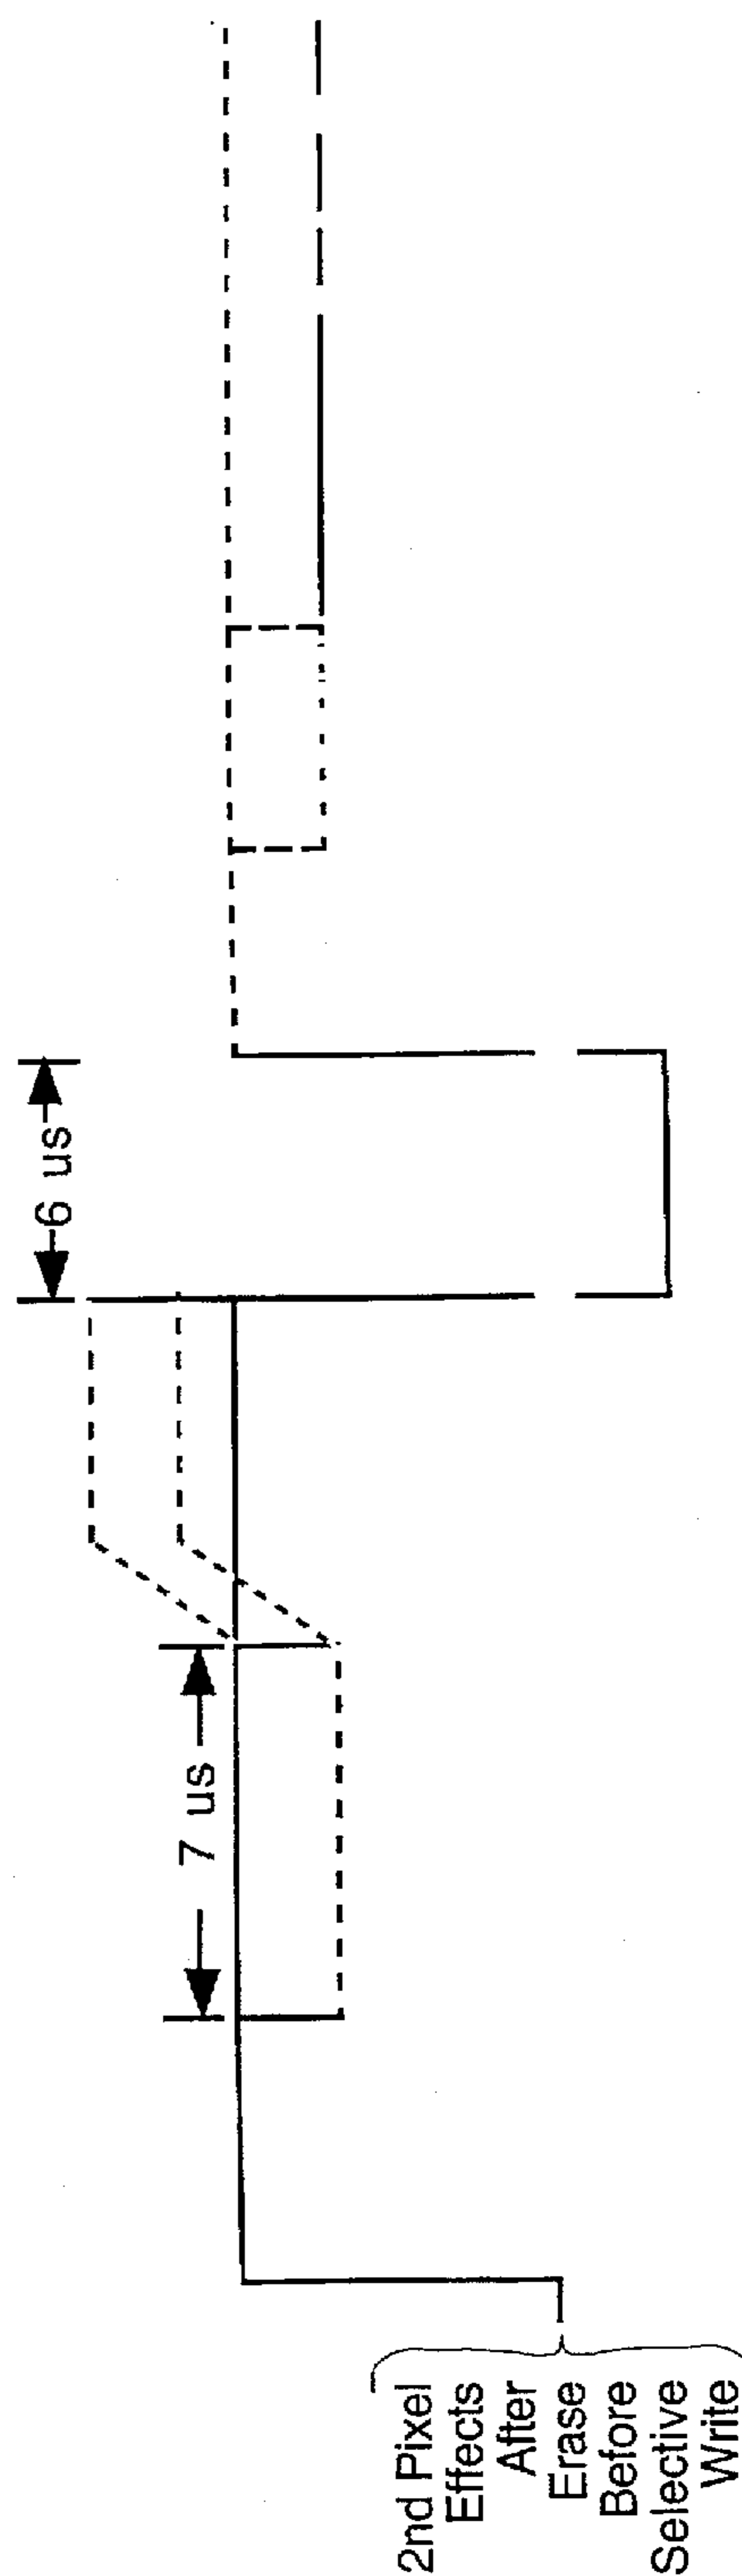 6 us
7 us
2nd Pixel
Effects
After
Erase
Before
Selective
Write